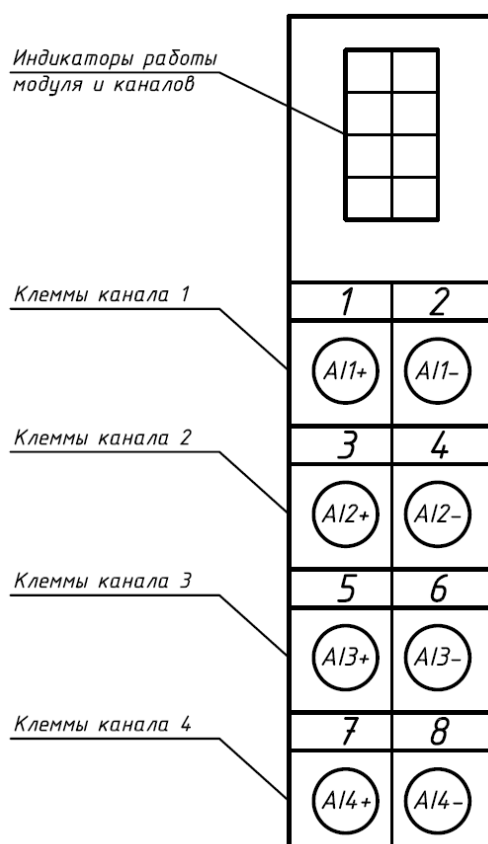 Индикаторы работы
модуля и каналов
Клеммы канала 1
1 2
AI1+ AI1-
Клеммы канала 2
3 4
AI2+ AI2-
Клеммы канала 3
5 6
AI3+ AI3-
Клеммы канала 4
7 8
AI4+ AI4-